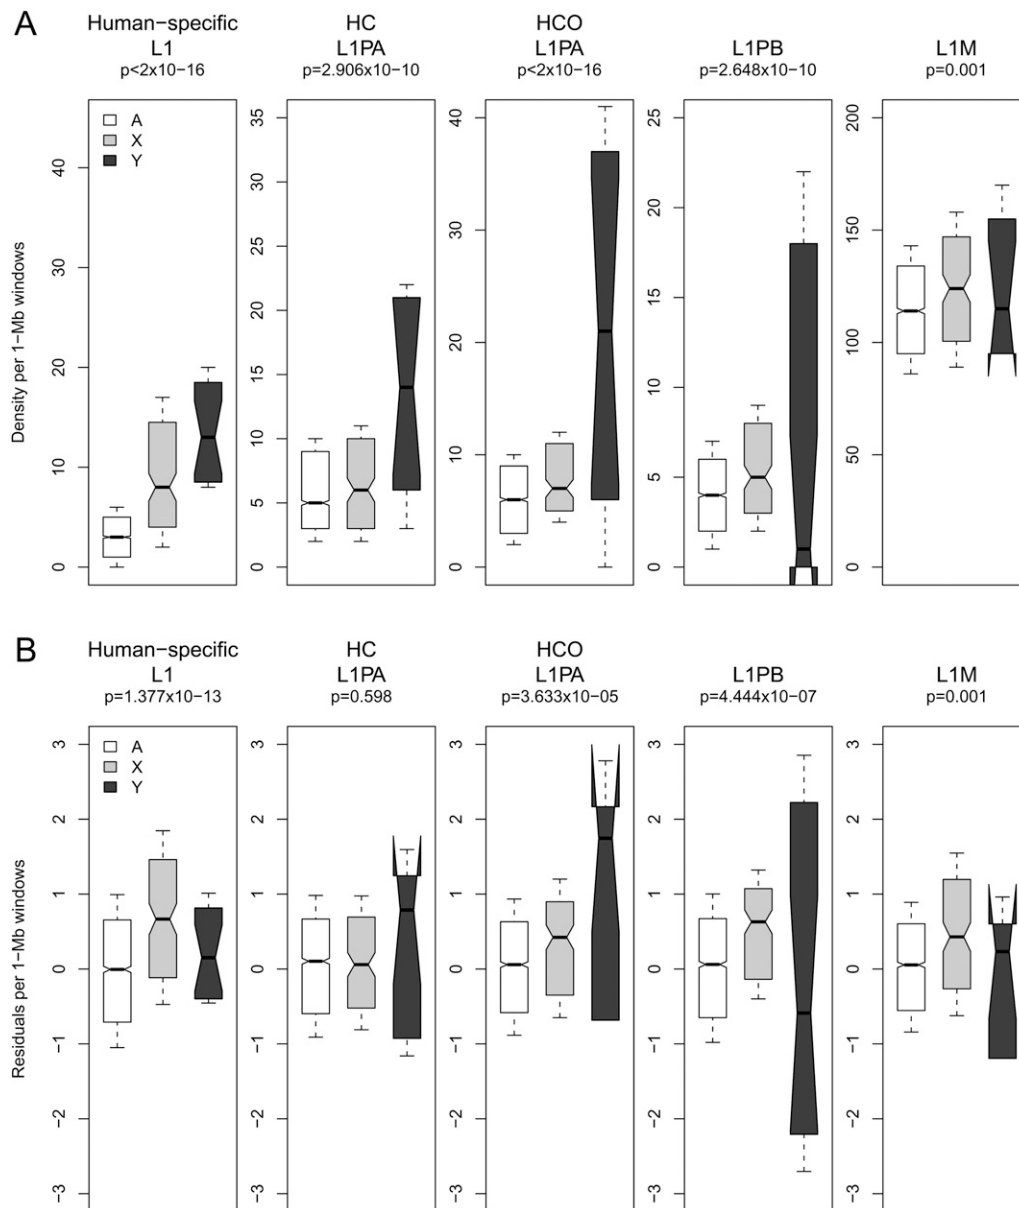 A
Human−specific
L1
p<2x10−16
HC
L1PA
p=2.906x10−10
HCO
L1PA
p<2x10−16
L1PB
p=2.648x10−10
L1M
p=0.001
Density per 1−Mb windows
A
X
Y
0 10 20 30 40
0 5 10 15 20 25 30 35
0 10 20 30 40
0 5 10 15 20 25
0 50 100 150 200
B
Human−specific
L1
p=1.377x10−13
HC
L1PA
p=0.598
HCO
L1PA
p=3.633x10−05
L1PB
p=4.444x10−07
L1M
p=0.001
Residuals per 1−Mb windows
A
X
Y
−3 −2 −1 0 1 2 3
−3 −2 −1 0 1 2 3
−3 −2 −1 0 1 2 3
−3 −2 −1 0 1 2 3
−3 −2 −1 0 1 2 3